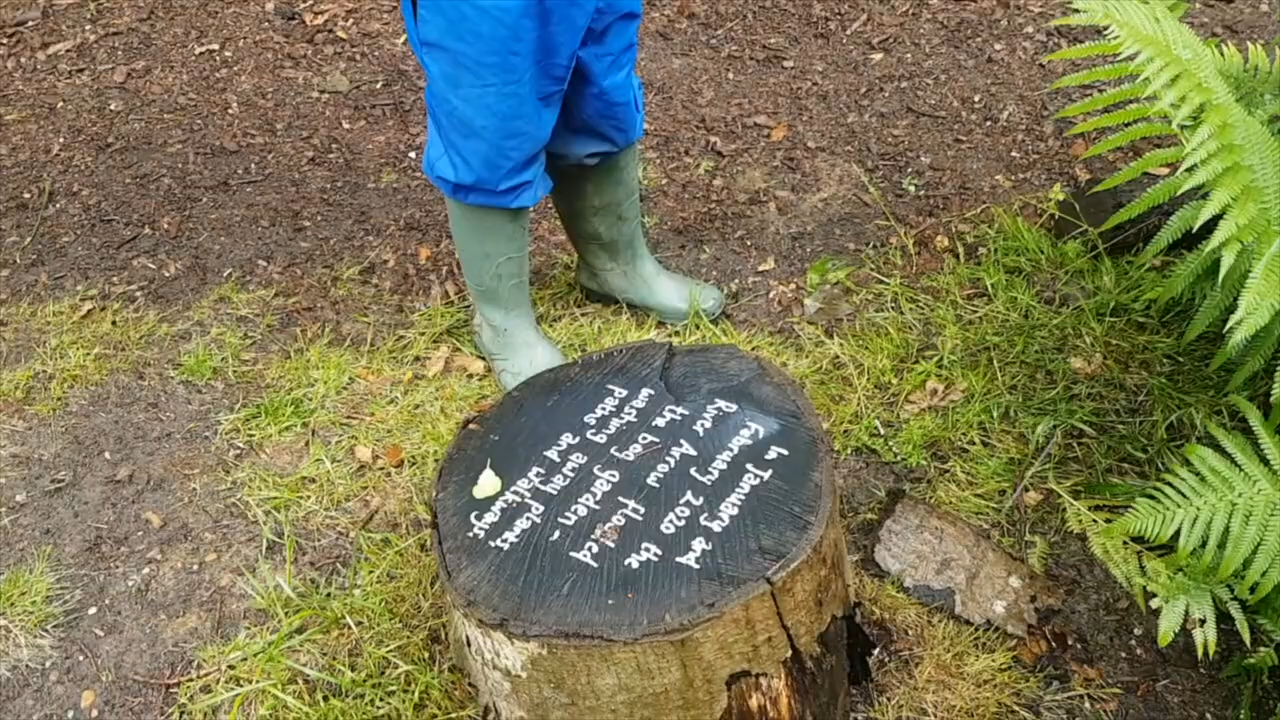 In January and
February 2020 the
River Arrow flooded
the bog garden -
washing away plants,
paths and walkways.